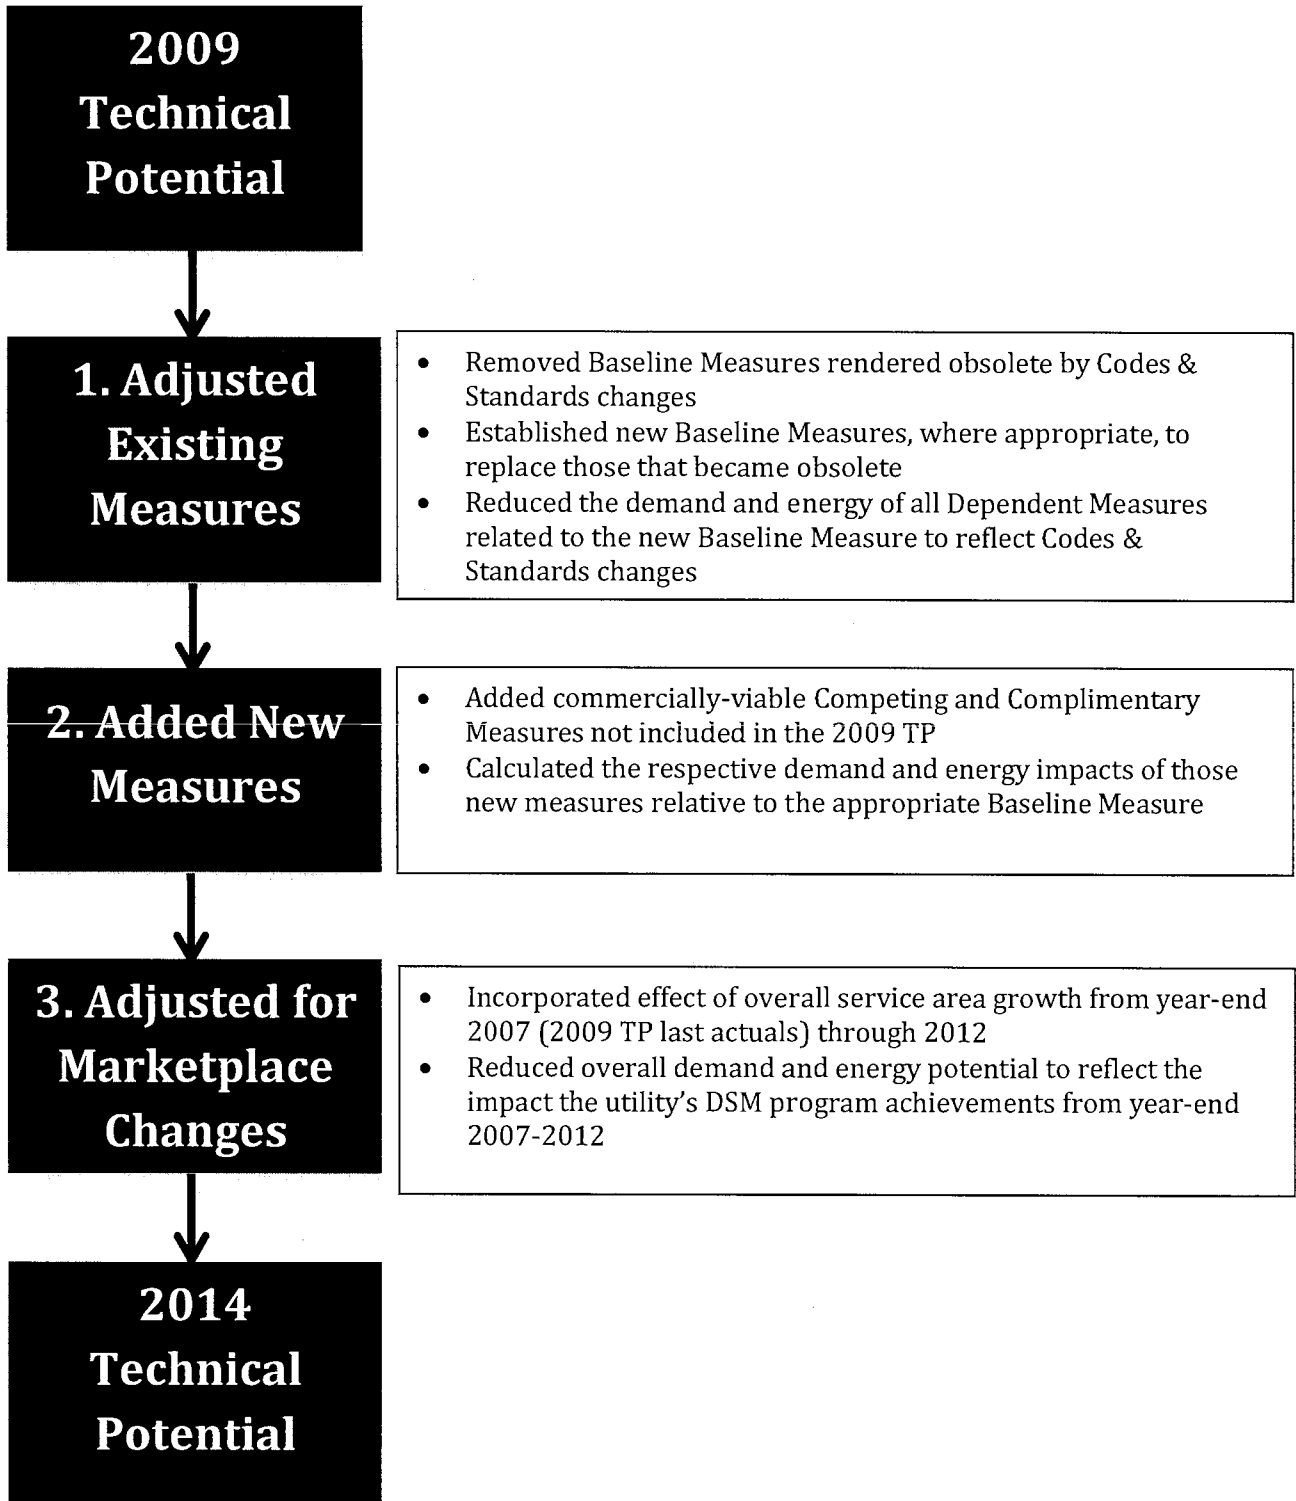 2009
Technical
Potential
1. Adjusted
Existing
Measures
• Removed Baseline Measures rendered obsolete by Codes &
Standards changes
• Established new Baseline Measures, where appropriate, to
replace those that became obsolete
• Reduced the demand and energy of all Dependent Measures
related to the new Baseline Measure to reflect Codes &
Standards changes
2. Added New
Measures
• Added commercially-viable Competing and Complimentary
Measures not included in the 2009 TP
• Calculated the respective demand and energy impacts of those
new measures relative to the appropriate Baseline Measure
3. Adjusted for
Marketplace
Changes
• Incorporated effect of overall service area growth from year-end
2007 (2009 TP last actuals) through 2012
• Reduced overall demand and energy potential to reflect the
impact the utility's DSM program achievements from year-end
2007-2012
2014
Technical
Potential